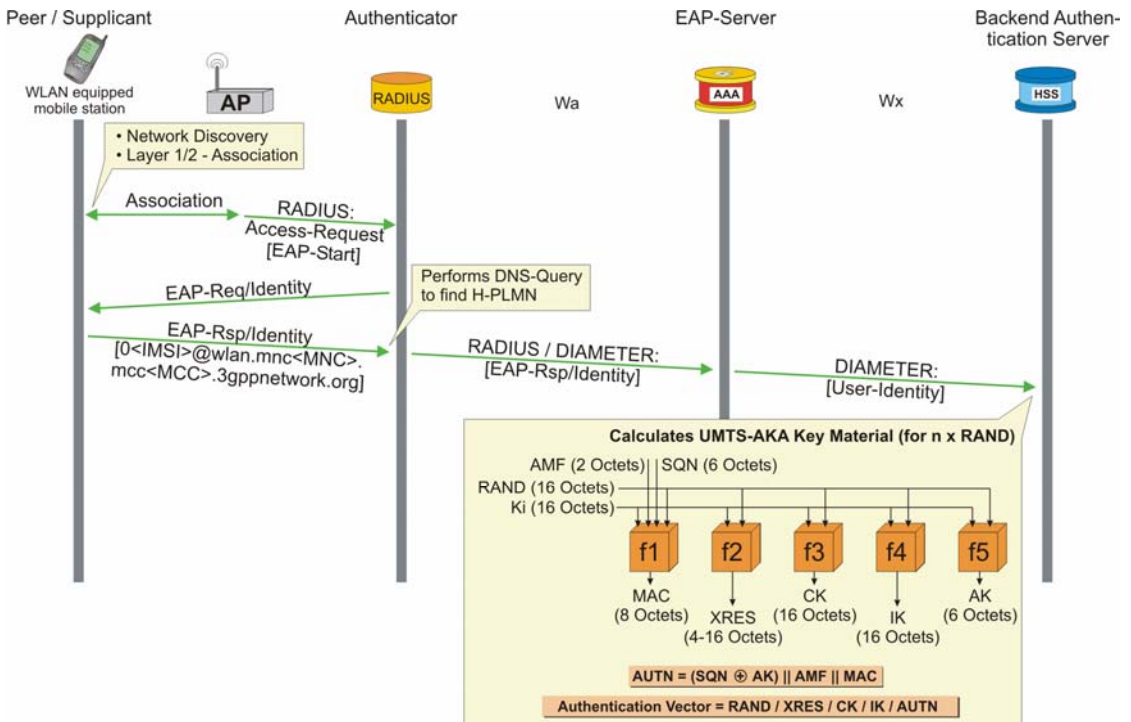 Peer / Supplicant
Authenticator
EAP-Server
Backend Authen-
tication Server
WLAN equipped
mobile station
AP
RADIUS
Wa
AAA
Wx
HSS
• Network Discovery
• Layer 1/2 - Association
Association
RADIUS:
Access-Request
[EAP-Start]
Performs DNS-Query
to find H-PLMN
EAP-Req/Identity
EAP-Rsp/Identity
[0<IMSI>@wlan.mnc<MNC>.
mcc<MCC>.3gppnetwork.org]
RADIUS / DIAMETER:
[EAP-Rsp/Identity]
DIAMETER:
[User-Identity]
Calculates UMTS-AKA Key Material (for n x RAND)
AMF (2 Octets)
SQN (6 Octets)
RAND (16 Octets)
Ki (16 Octets)
f1
f2
f3
f4
f5
MAC
(8 Octets)
XRES
(4-16 Octets)
CK
(16 Octets)
IK
(16 Octets)
AK
(6 Octets)
AUTN = (SQN ⊕ AK) || AMF || MAC
Authentication Vector = RAND / XRES / CK / IK / AUTN